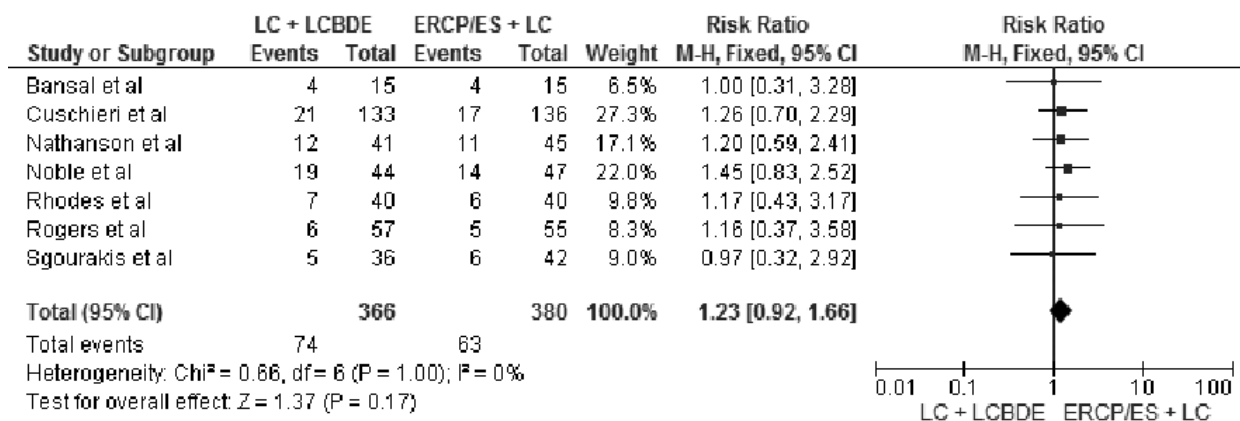 LC + LCBDE ERCP/ES + LC Risk Ratio Risk Ratio
Study or Subgroup Events Total Events Total Weight M-H, Fixed, 95% CI M-H, Fixed, 95% CI
Bansal et al 4 15 4 15 6.5% 1.00 [0.31, 3.28]
Cuschieri et al 21 133 17 136 27.3% 1.26 [0.70, 2.29]
Nathanson et al 12 41 11 45 17.1% 1.20 [0.59, 2.41]
Noble et al 19 44 14 47 22.0% 1.45 [0.83, 2.52]
Rhodes et al 7 40 6 40 9.8% 1.17 [0.43, 3.17]
Rogers et al 6 57 5 55 8.3% 1.16 [0.37, 3.58]
Sgourakis et al 5 36 6 42 9.0% 0.97 [0.32, 2.92]
Total (95% CI) 366 380 100.0% 1.23 [0.92, 1.66]
Total events 74 63
Heterogeneity: Chi² = 0.66, df = 6 (P = 1.00); I² = 0%
Test for overall effect: Z = 1.37 (P = 0.17)
0.01 0.1 1 10 100
LC + LCBDE ERCP/ES + LC